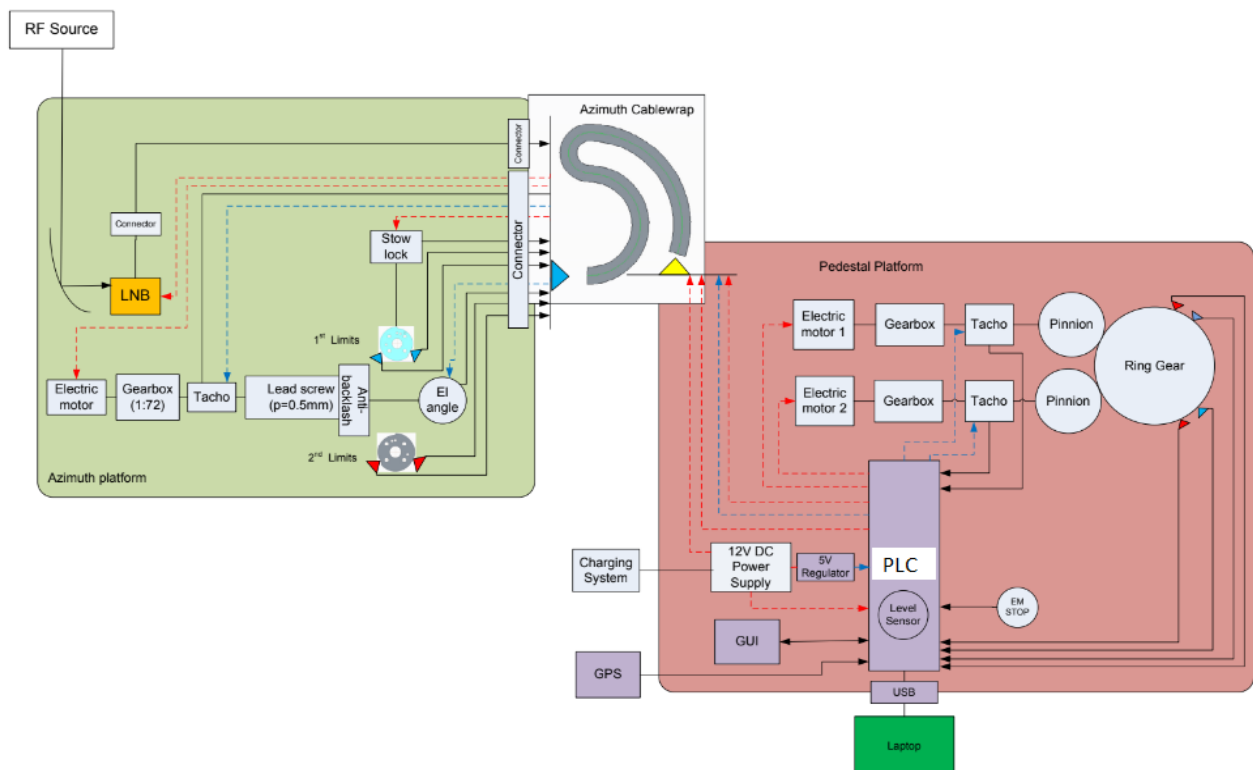 RF Source
Azimuth Cablewrap
Connector
Connector
Connector
Stow
lock
LNB
1st Limits
Electric
motor
Gearbox
(1:72)
Tacho
Lead screw
(p=0.5mm)
Anti-
backlash
El
angle
2nd Limits
Azimuth platform
Pedestal Platform
Electric
motor 1
Gearbox
Tacho
Pinnion
Ring Gear
Electric
motor 2
Gearbox
Tacho
Pinnion
Charging
System
12V DC
Power
Supply
5V
Regulator
PLC
Level
Sensor
EM
STOP
GUI
GPS
USB
Laptop